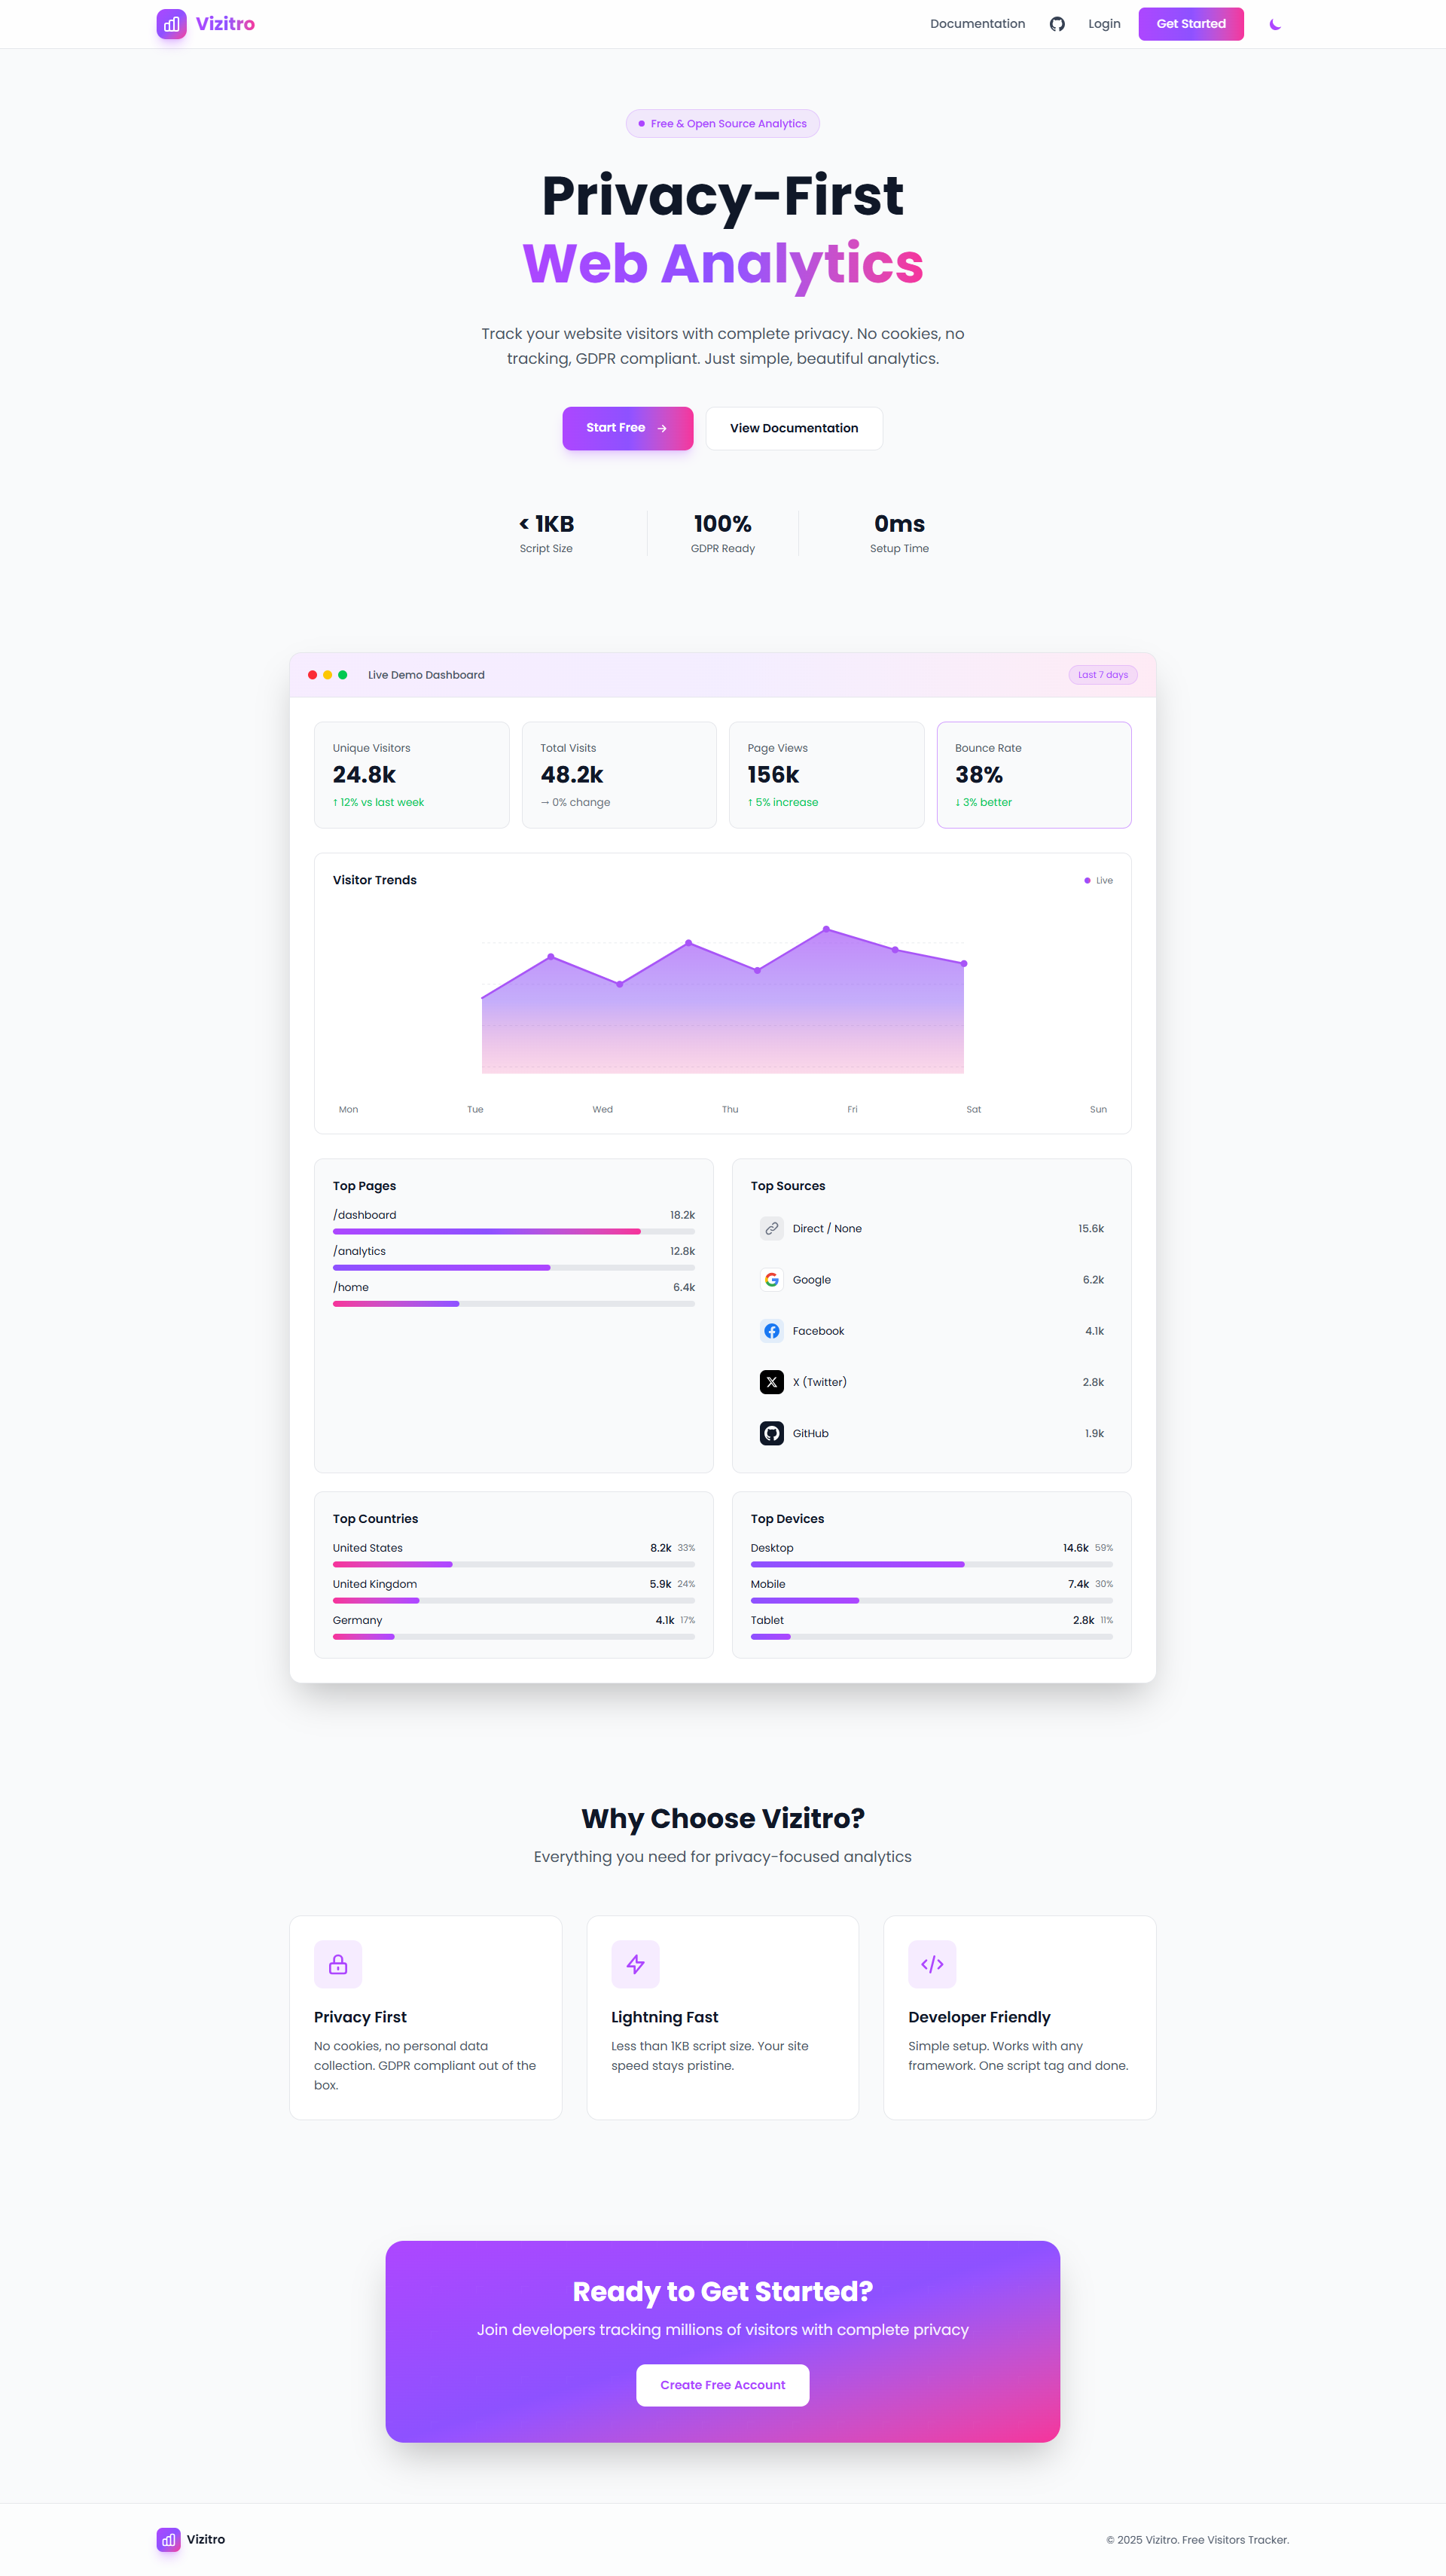 Vizitro
Documentation
Login
Get Started
Free & Open Source Analytics
Privacy-First
Web Analytics
Track your website visitors with complete privacy. No cookies, no
tracking, GDPR compliant. Just simple, beautiful analytics.
Start Free →
View Documentation
< 1KB
Script Size
100%
GDPR Ready
0ms
Setup Time
Live Demo Dashboard
Last 7 days
Unique Visitors
24.8k
↑ 12% vs last week
Total Visits
48.2k
→ 0% change
Page Views
156k
↑ 5% increase
Bounce Rate
38%
↓ 3% better
Visitor Trends
Live
Mon Tue Wed Thu Fri Sat Sun
Top Pages
/dashboard 18.2k
/analytics 12.8k
/home 6.4k
Top Sources
Direct / None 15.6k
Google 6.2k
Facebook 4.1k
X (Twitter) 2.8k
GitHub 1.9k
Top Countries
United States 8.2k 33%
United Kingdom 5.9k 24%
Germany 4.1k 17%
Top Devices
Desktop 14.6k 59%
Mobile 7.4k 30%
Tablet 2.8k 11%
Why Choose Vizitro?
Everything you need for privacy-focused analytics
Privacy First
No cookies, no personal data
collection. GDPR compliant out of the
box.
Lightning Fast
Less than 1KB script size. Your site
speed stays pristine.
Developer Friendly
Simple setup. Works with any
framework. One script tag and done.
Ready to Get Started?
Join developers tracking millions of visitors with complete privacy
Create Free Account
Vizitro
© 2025 Vizitro. Free Visitors Tracker.